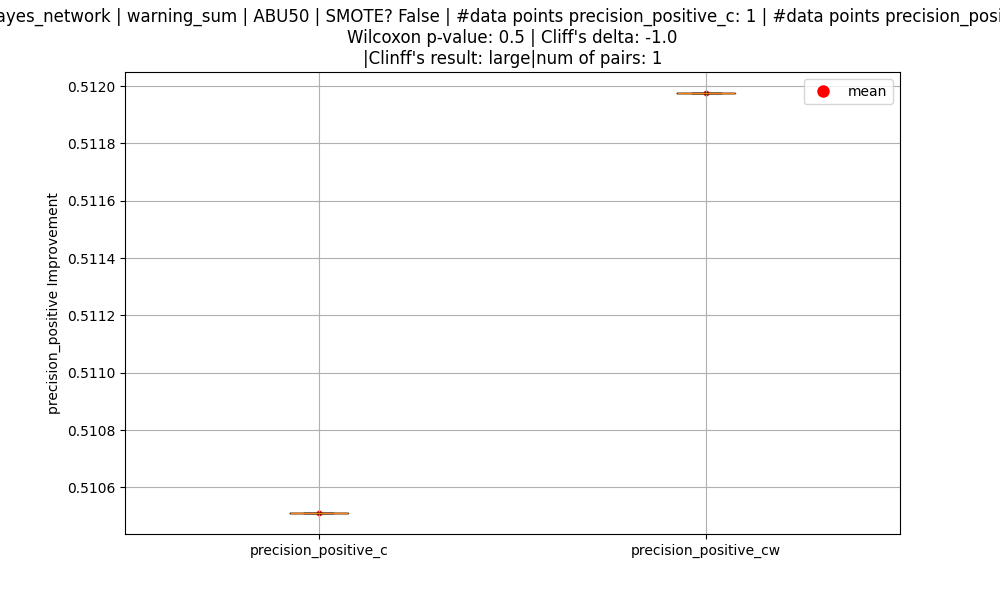 ayes_network | warning_sum | ABU50 | SMOTE? False | #data points precision_positive_c: 1 | #data points precision_posi
Wilcoxon p-value: 0.5 | Cliff's delta: -1.0
|Clinff's result: large|num of pairs: 1
mean
0.5120
0.5118
0.5116
0.5114
0.5112
0.5110
0.5108
0.5106
precision_positive Improvement
precision_positive_c
precision_positive_cw